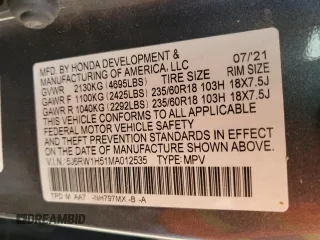 MFD. BY HONDA DEVELOPMENT &
MANUFACTURING OF AMERICA, LLC 07/'21
GVWR 2130KG (4695LBS) TIRE SIZE RIM SIZE
GAWR F 1100KG (2425LBS) 235/60R18 103H 18X7.5J
GAWR R 1040KG (2292LBS) 235/60R18 103H 18X7.5J
THIS VEHICLE CONFORMS TO ALL APPLICABLE
FEDERAL MOTOR VEHICLE SAFETY, BUMPER,
AND THEFT PREVENTION STANDARDS IN EFFECT
ON THE DATE OF MANUFACTURE SHOWN ABOVE.
V.I.N.: 5J6RW1H51MA012535 TYPE: MPV
NH797MX -B -A
DREAMBID